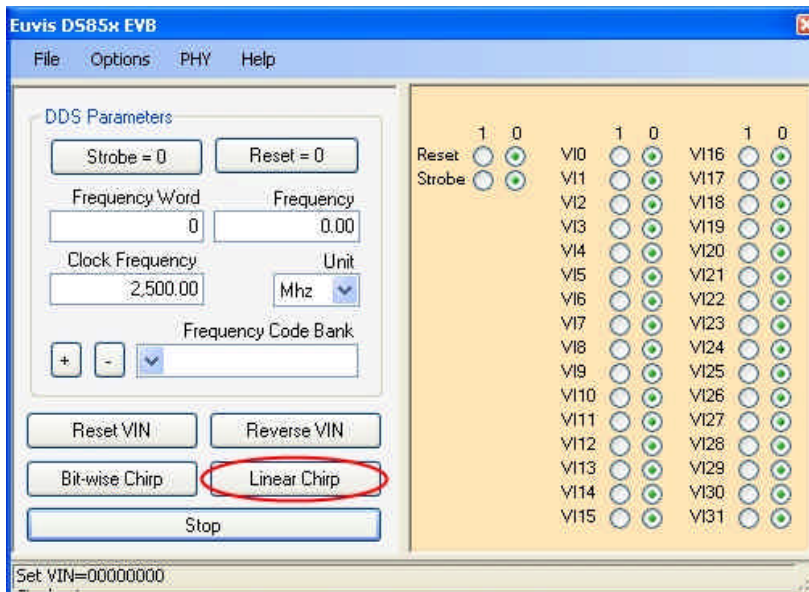 Euvis DS85x EVB
File Options PHY Help
DDS Parameters
Strobe = 0 Reset = 0
Frequency Word Frequency
0 0.00
Clock Frequency Unit
2,500.00 Mhz
Frequency Code Bank
+ -
Reset VIN Reverse VIN
Bit-wise Chirp Linear Chirp
Stop
1 0 1 0 1 0
Reset VI0 VI16
Strobe VI1 VI17
VI2 VI18
VI3 VI19
VI4 VI20
VI5 VI21
VI6 VI22
VI7 VI23
VI8 VI24
VI9 VI25
VI10 VI26
VI11 VI27
VI12 VI28
VI13 VI29
VI14 VI30
VI15 VI31
Set VIN=00000000